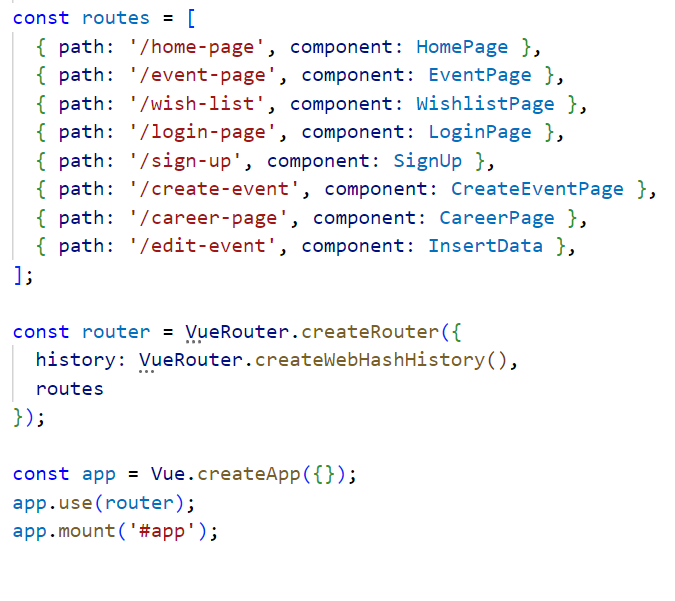 const routes = [
  { path: '/home-page', component: HomePage },
  { path: '/event-page', component: EventPage },
  { path: '/wish-list', component: WishlistPage },
  { path: '/login-page', component: LoginPage },
  { path: '/sign-up', component: SignUp },
  { path: '/create-event', component: CreateEventPage },
  { path: '/career-page', component: CareerPage },
  { path: '/edit-event', component: InsertData },
];

const router = VueRouter.createRouter({
  history: VueRouter.createWebHashHistory(),
  routes
});

const app = Vue.createApp({});
app.use(router);
app.mount('#app');